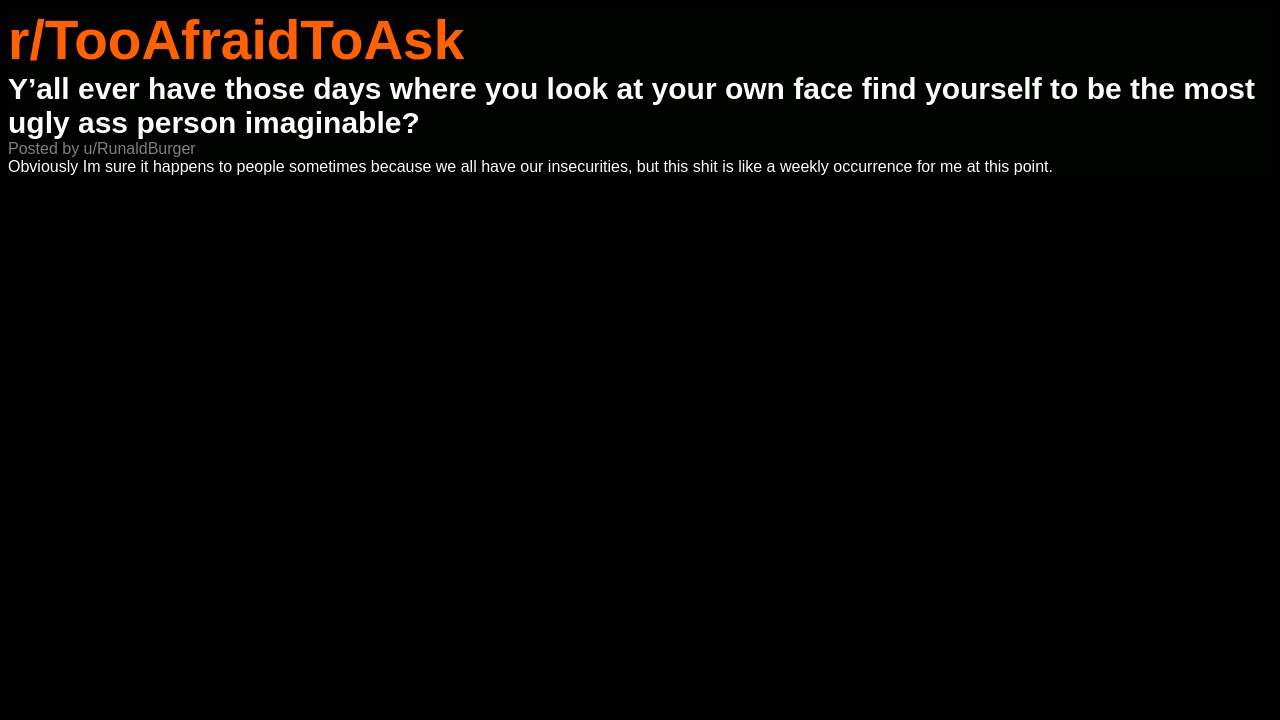 r/TooAfraidToAsk
Y’all ever have those days where you look at your own face find yourself to be the most
ugly ass person imaginable?
Posted by u/RunaldBurger
Obviously Im sure it happens to people sometimes because we all have our insecurities, but this shit is like a weekly occurrence for me at this point.